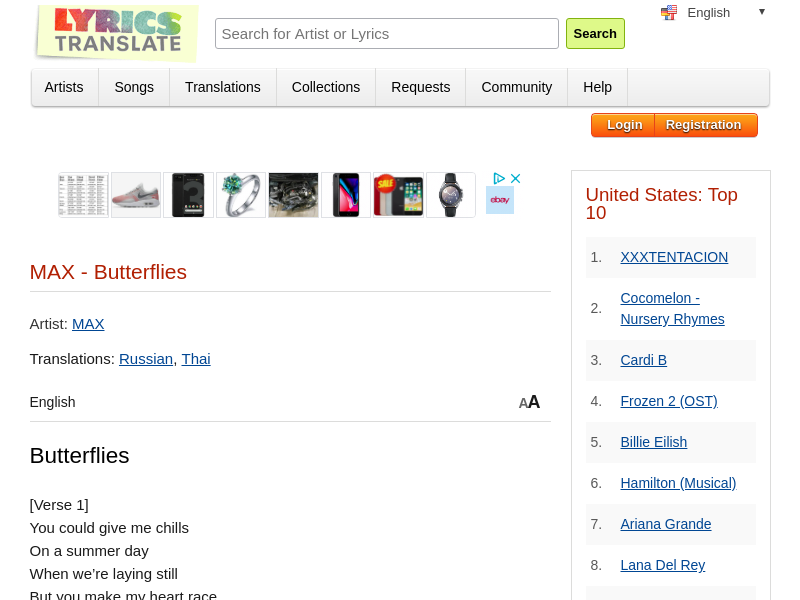 LYRICS
TRANSLATE
Search for Artist or Lyrics
Search
English
Artists
Songs
Translations
Collections
Requests
Community
Help
Login
Registration
SALE
ebay
MAX - Butterflies
Artist: MAX
Translations: Russian, Thai
English
AA
Butterflies
[Verse 1]
You could give me chills
On a summer day
When we’re laying still
But you make my heart race
United States: Top
10
1. XXXTENTACION
2. Cocomelon -
Nursery Rhymes
3. Cardi B
4. Frozen 2 (OST)
5. Billie Eilish
6. Hamilton (Musical)
7. Ariana Grande
8. Lana Del Rey